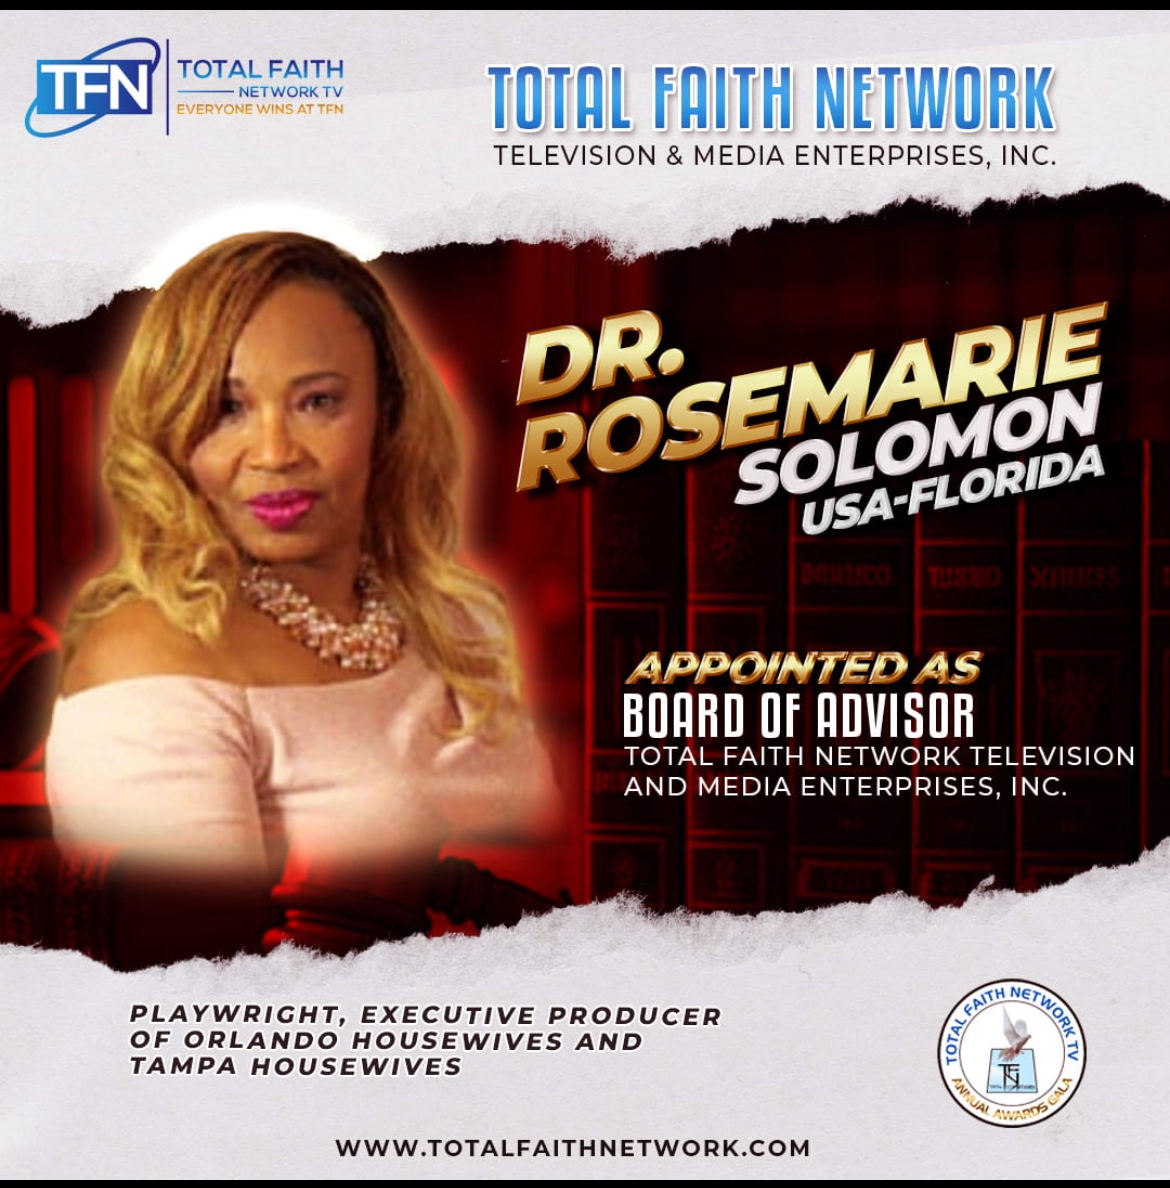 TFN
TOTAL FAITH
NETWORK TV
EVERYONE WINS AT TFN
TOTAL FAITH NETWORK
TELEVISION & MEDIA ENTERPRISES, INC.
DR.
ROSEMARIE
SOLOMON
USA-FLORIDA
APPOINTED AS
BOARD OF ADVISOR
TOTAL FAITH NETWORK TELEVISION
AND MEDIA ENTERPRISES, INC.
PLAYWRIGHT, EXECUTIVE PRODUCER
OF ORLANDO HOUSEWIVES AND
TAMPA HOUSEWIVES
TOTAL FAITH NETWORK TV
ANNUAL AWARDS GALA
WWW.TOTALFAITHNETWORK.COM